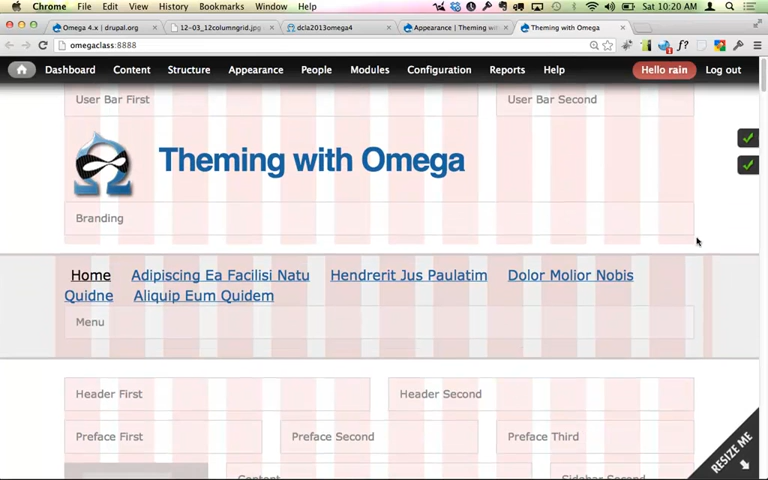 Chrome File Edit View History Bookmarks Window Help Sat 10:20 AM
Omega 4.x | drupal.org 12-03_12columngrid.jpg dcla2013omega4 Appearance | Theming wit Theming with Omega
omegaclass:8888
Dashboard Content Structure Appearance People Modules Configuration Reports Help Hello rain Log out
User Bar First User Bar Second
Theming with Omega
Branding
Home Adipiscing Ea Facilisi Natu Hendrerit Jus Paulatim Dolor Molior Nobis
Quidne Aliquip Eum Quidem
Menu
Header First Header Second
Preface First Preface Second Preface Third
RESIZE ME
Content Sidebar Second